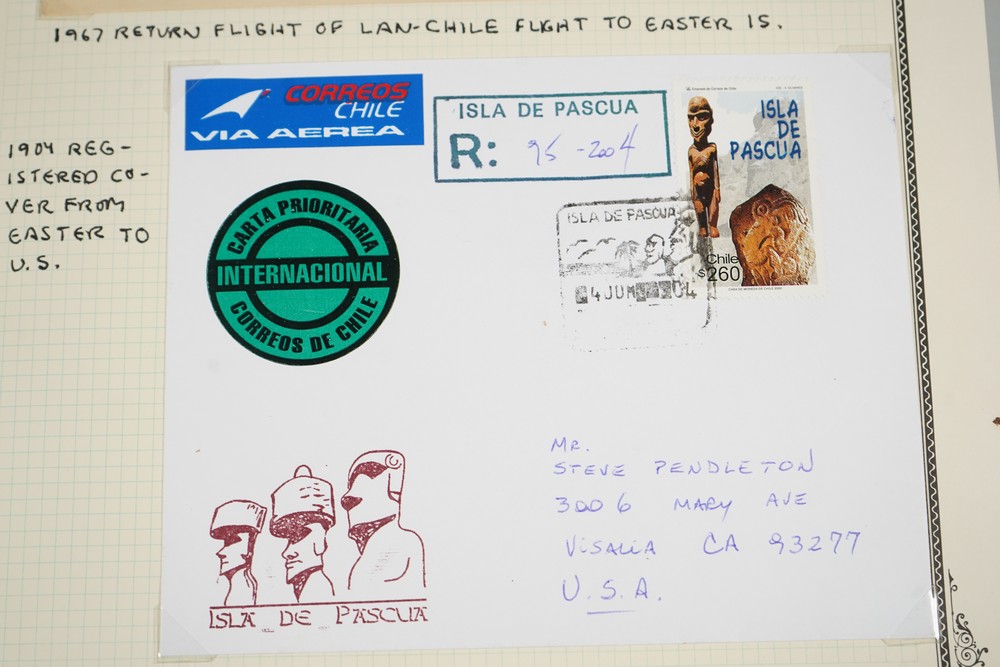 1967 RETURN FLIGHT OF LAN-CHILE FLIGHT TO EASTER IS.
1904 REG-
ISTERED CO-
VER FROM
EASTER TO
U.S.
CORREOS
CHILE
VIA AEREA
ISLA DE PASCUA
R: 95-2004
ISLA
DE
PASCUA
Chile
$260
CARTA PRIORITARIA
INTERNACIONAL
CORREOS DE CHILE
ISLA DE PASCUA
4 JUN 04
MR.
STEVE PENDLETON
3006 MARY AVE
VISALIA CA 93277
U.S.A.
ISLA DE PASCUA